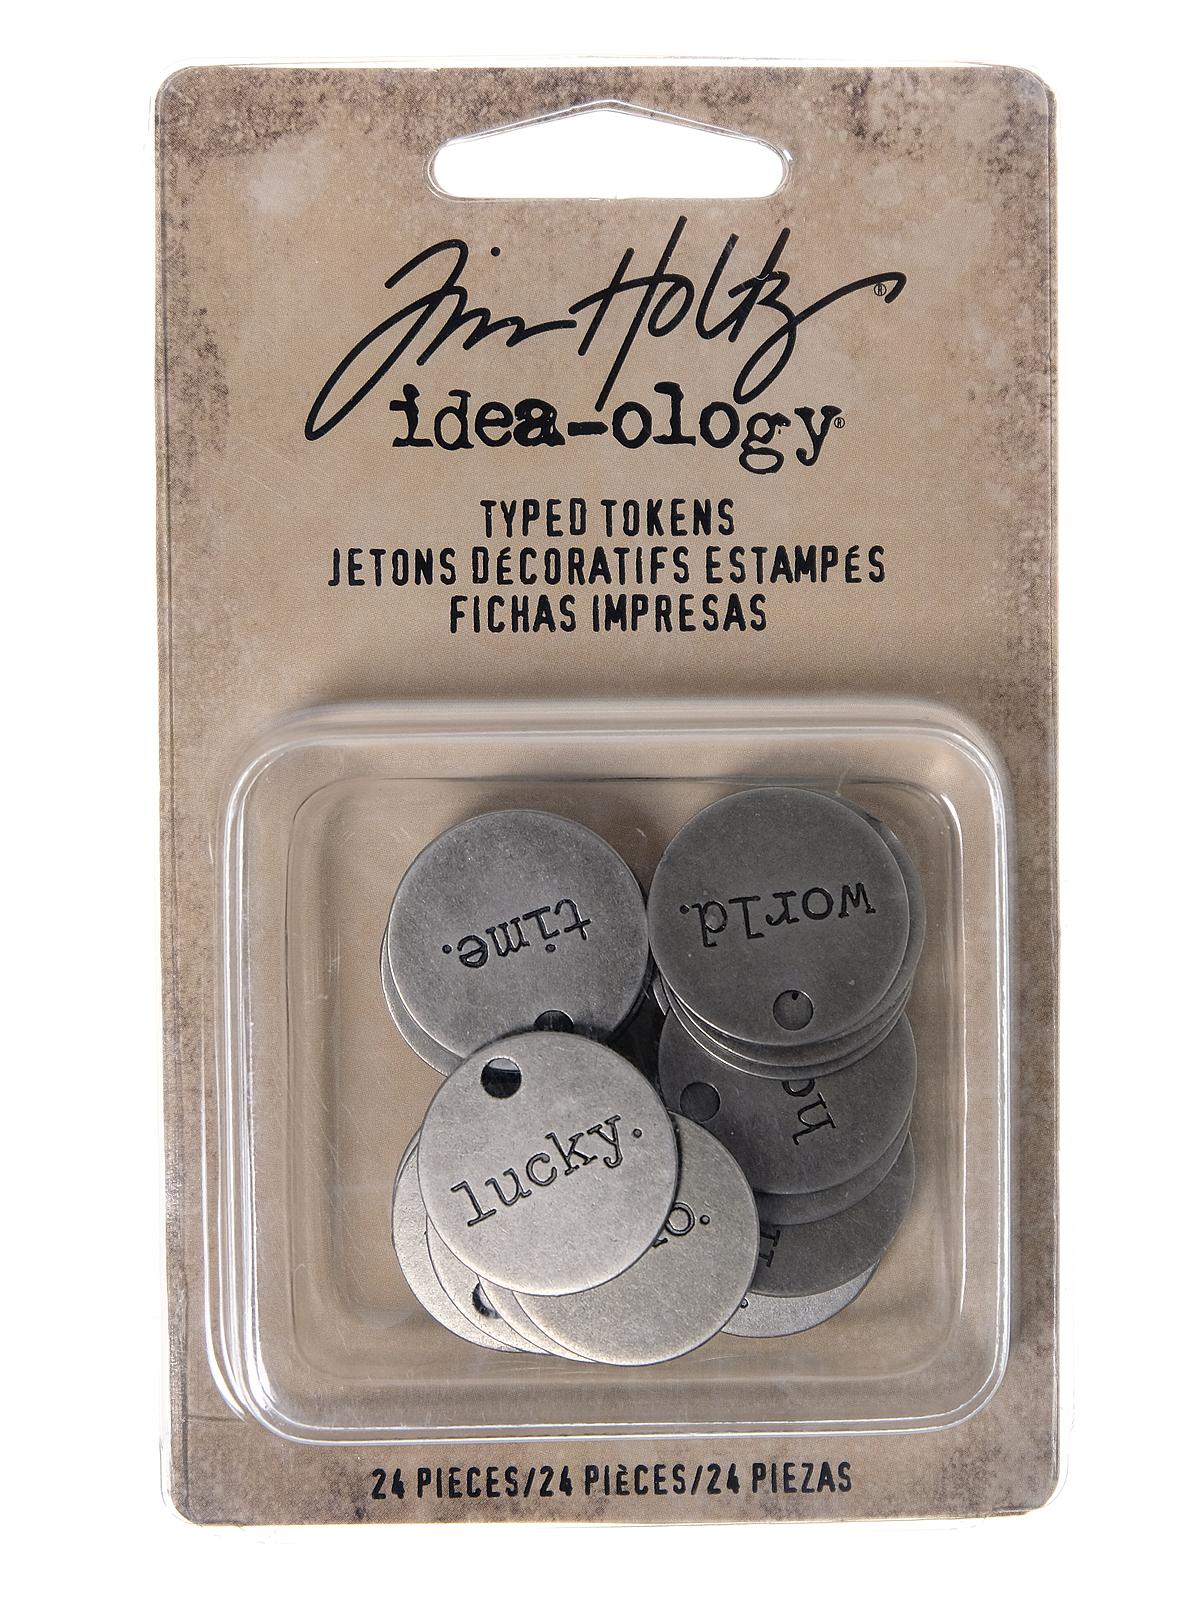 Tim Holtz®
idea-ology®
TYPED TOKENS
JETONS DÉCORATIFS ESTAMPÉS
FICHAS IMPRESAS
time.
world.
lucky.
24 PIECES/24 PIÈCES/24 PIEZAS